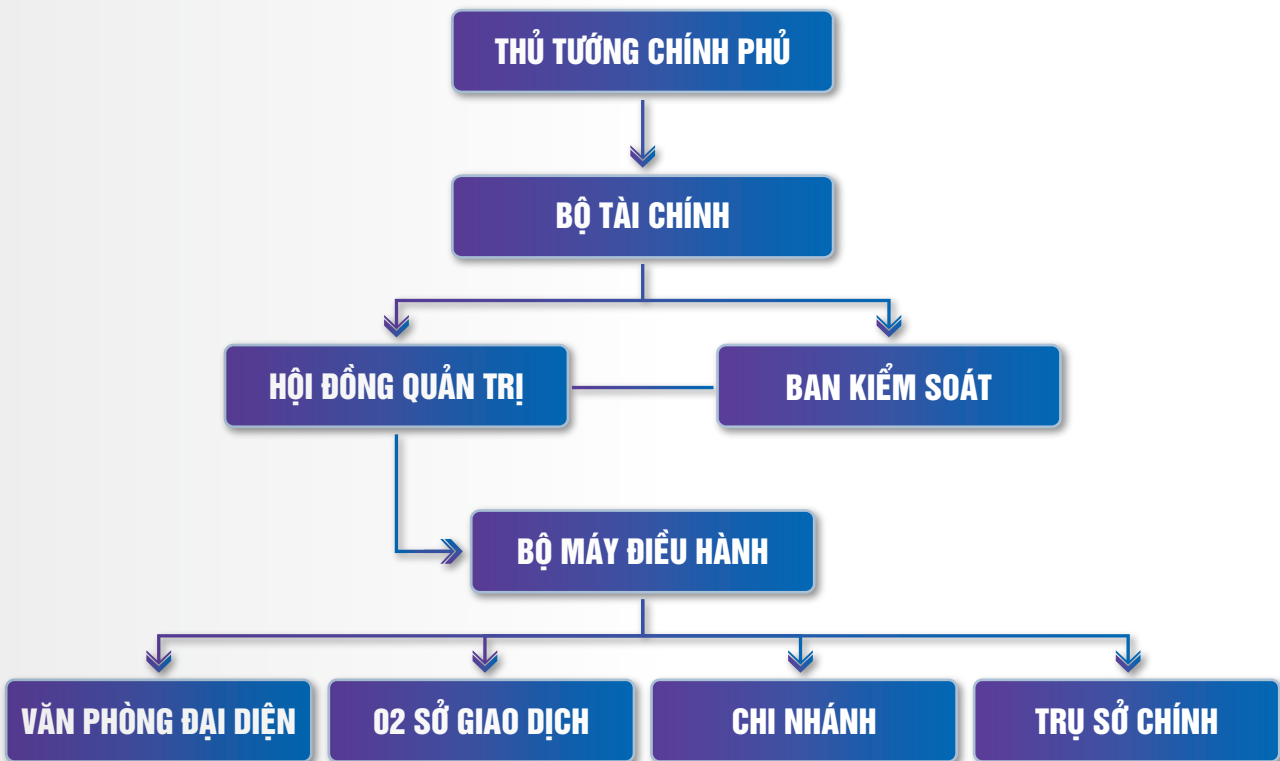 THỦ TƯỚNG CHÍNH PHỦ
BỘ TÀI CHÍNH
HỘI ĐỒNG QUẢN TRỊ
BAN KIỂM SOÁT
BỘ MÁY ĐIỀU HÀNH
VĂN PHÒNG ĐẠI DIỆN
02 SỞ GIAO DỊCH
CHI NHÁNH
TRỤ SỞ CHÍNH